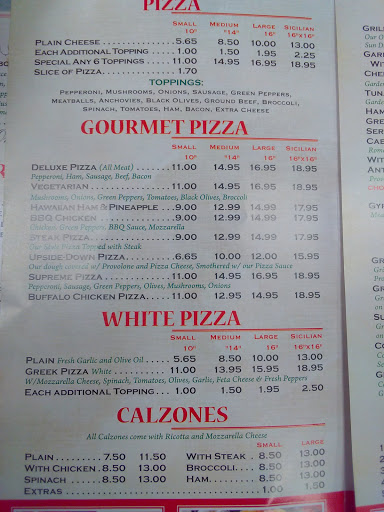 PIZZA
SMALL MEDIUM LARGE SICILIAN
10" "14" 16" 16"X16"
PLAIN CHEESE 5.65 8.50 10.00 13.00
EACH ADDITIONAL TOPPING 1.00 1.50 1.95 2.25
SPECIAL ANY 6 TOPPINGS 11.00 14.95 16.95 18.95
SLICE OF PIZZA 1.70
TOPPINGS:
PEPPERONI, MUSHROOMS, ONIONS, SAUSAGE, GREEN PEPPERS,
MEATBALLS, ANCHOVIES, BLACK OLIVES, GROUND BEEF, BROCCOLI,
SPINACH, TOMATOES, HAM, BACON, EXTRA CHEESE
GOURMET PIZZA
SMALL MEDIUM LARGE SICILIAN
10" "14" 16" 16"X16"
DELUXE PIZZA (All Meat) 11.00 14.95 16.95 18.95
Pepperoni, Ham, Sausage, Beef, Bacon
VEGETARIAN 11.00 14.95 16.95 18.95
Mushrooms, Onions, Green Peppers, Tomatoes, Black Olives, Broccoli
HAWAIIAN HAM & PINEAPPLE 9.00 12.99 14.99 17.95
BBQ CHICKEN 9.00 12.99 14.99 17.95
Chicken Green Peppers, BBQ Sauce, Mozzarella
STEAK PIZZA 9.00 12.99 14.99 17.95
Our Style Pizza Topped with Steak
UPSIDE DOWN PIZZA 6.65 10.00 12.00 15.95
Our dough covered w/ Provolone and Pizza Cheese, Smothered w/ our Pizza Sauce
SUPREME PIZZA 11.00 14.95 16.95 18.95
Pepperoni, Sausage, Green Peppers, Olives, Mushrooms, Onions
BUFFALO CHICKEN PIZZA 11.00 12.95 14.95 18.95
WHITE PIZZA
SMALL MEDIUM LARGE SICILIAN
10" "14" 16" 16"X16"
PLAIN Fresh Garlic and Olive Oil 5.65 8.50 10.00 13.00
GREEK PIZZA White 11.00 13.95 15.95 18.95
W/Mozzarella Cheese, Spinach, Tomatoes, Olives, Garlic, Feta Cheese & Fresh Peppers
EACH ADDITIONAL TOPPING 1.00 1.50 1.95 2.50
CALZONES
All Calzones come with Ricotta and Mozzarella Cheese
SMALL LARGE
PLAIN 7.50 11.50 WITH STEAK 8.50 13.00
WITH CHICKEN 8.50 13.00 BROCCOLI 8.50 13.00
SPINACH 8.50 13.00 HAM 8.50 13.00
EXTRAS 1.00 1.50